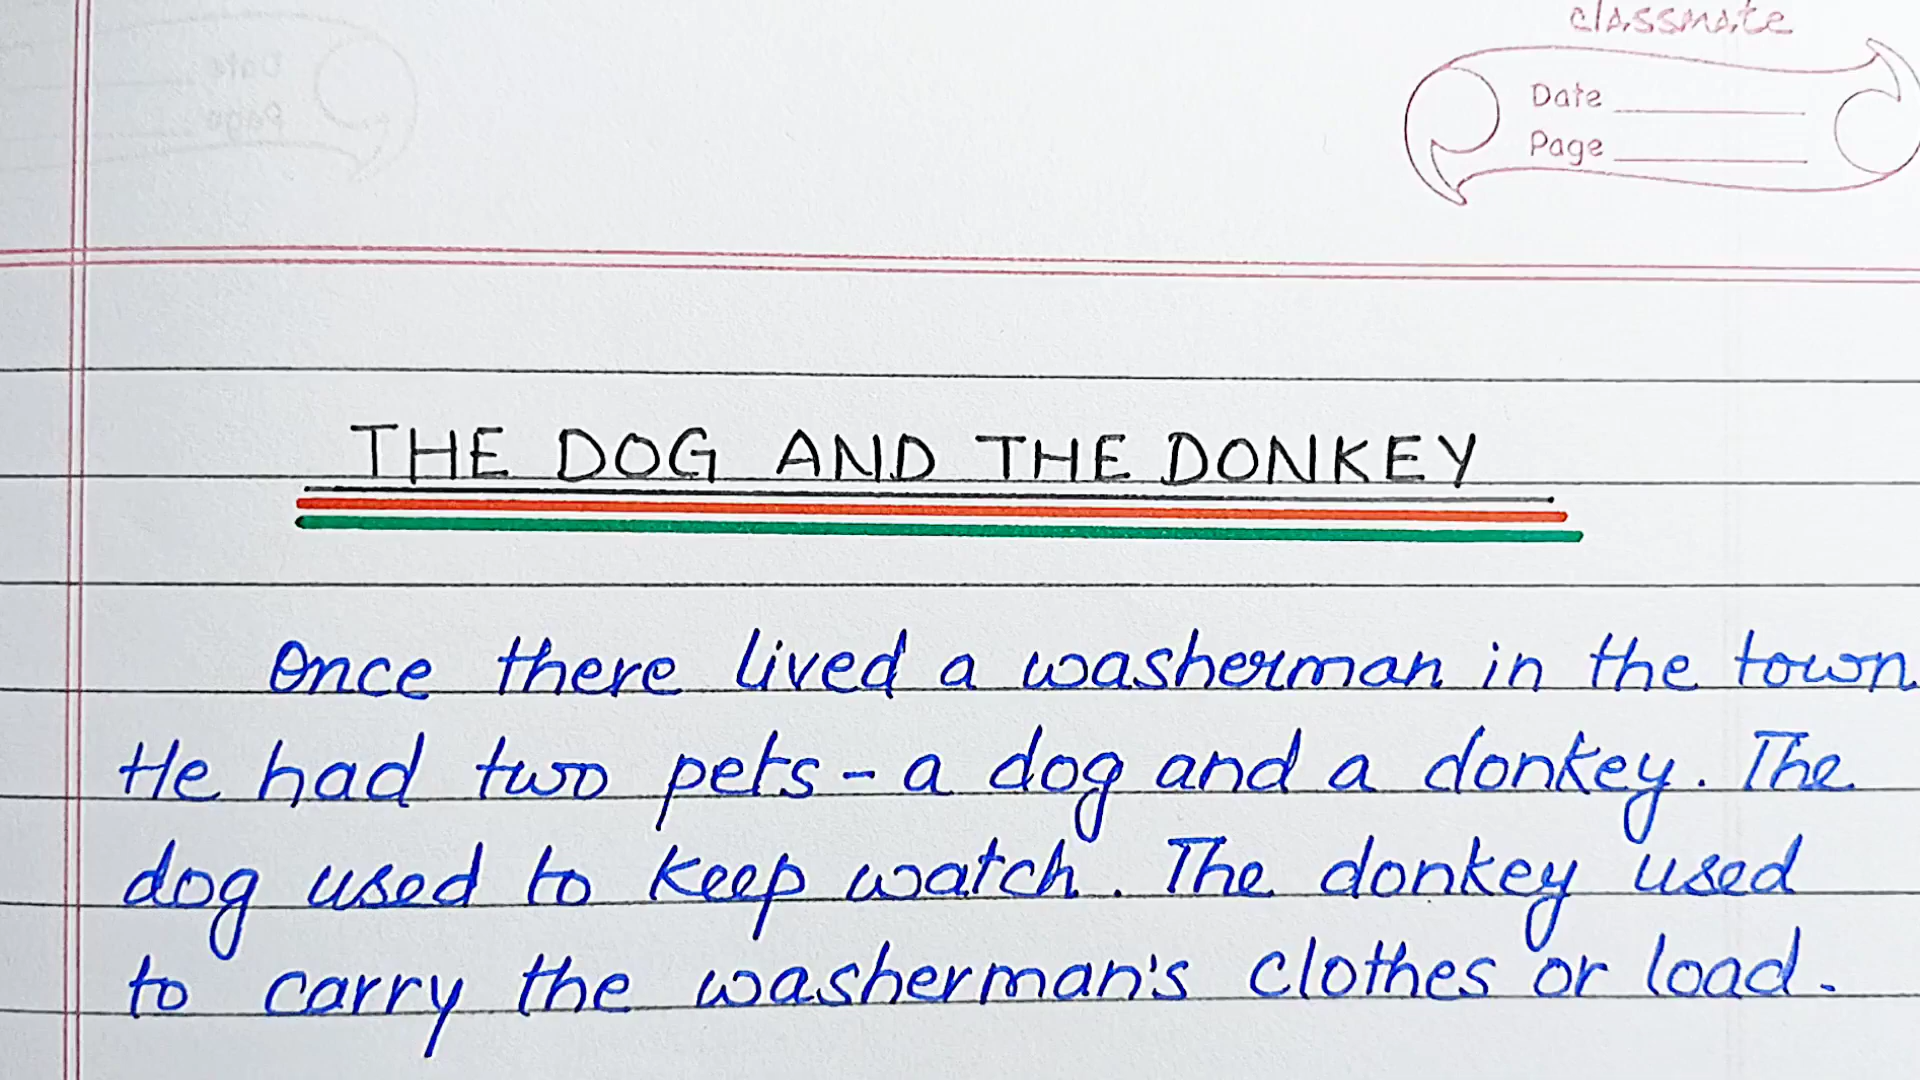 classmate
Date
Page
THE DOG AND THE DONKEY
Once there lived a washerman in the town
He had two pets - a dog and a donkey. The
dog used to keep watch. The donkey used
to carry the washerman's clothes or load.